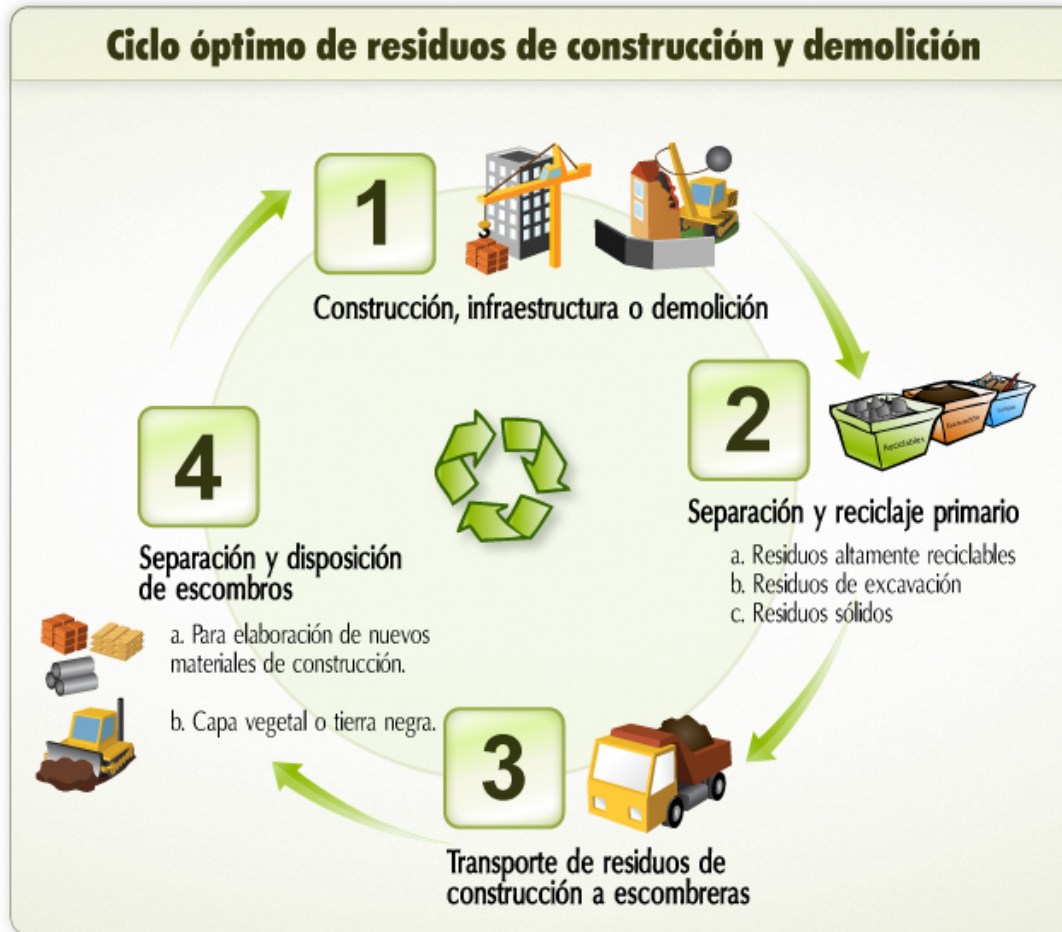 Ciclo óptimo de residuos de construcción y demolición
1
Construcción, infraestructura o demolición
2
Reciclables
Excavación
Separación y reciclaje primario
a. Residuos altamente reciclables
b. Residuos de excavación
c. Residuos sólidos
3
Transporte de residuos de
construcción a escombreras
4
Separación y disposición
de escombros
a. Para elaboración de nuevos
materiales de construcción.
b. Capa vegetal o tierra negra.